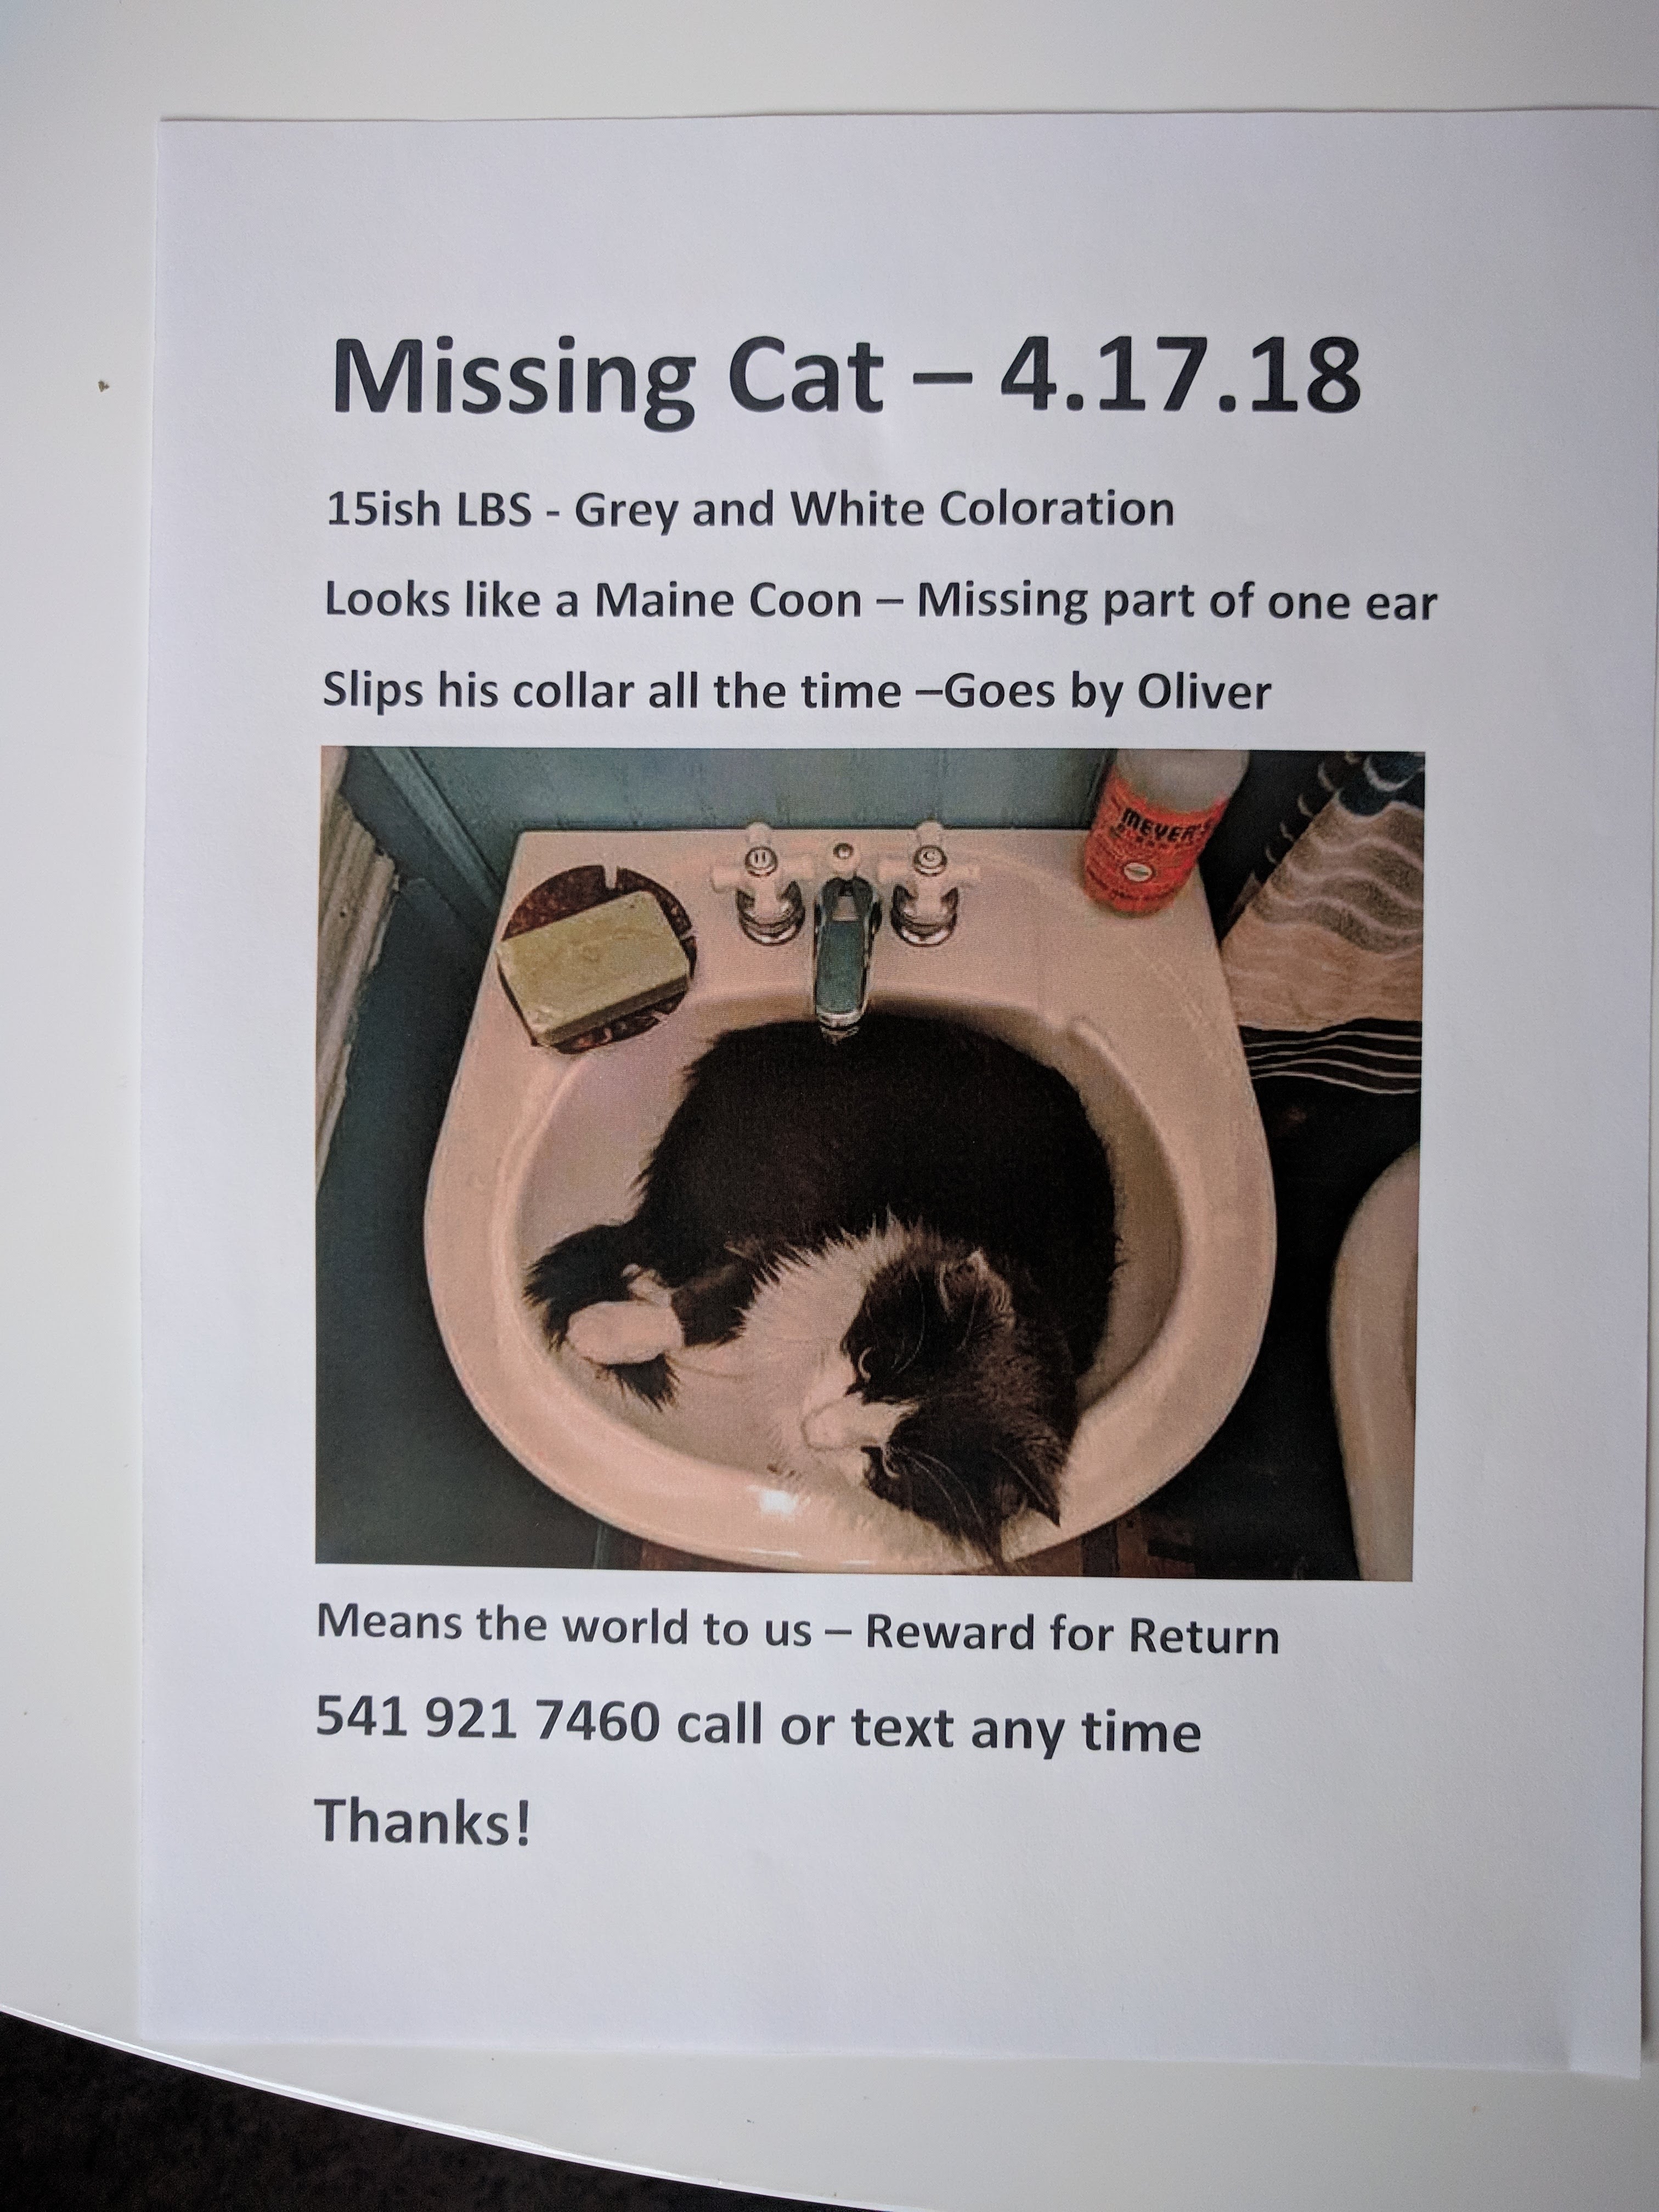 Missing Cat – 4.17.18
15ish LBS - Grey and White Coloration
Looks like a Maine Coon – Missing part of one ear
Slips his collar all the time –Goes by Oliver
H
C
MEYER'S
Means the world to us – Reward for Return
541 921 7460 call or text any time
Thanks!